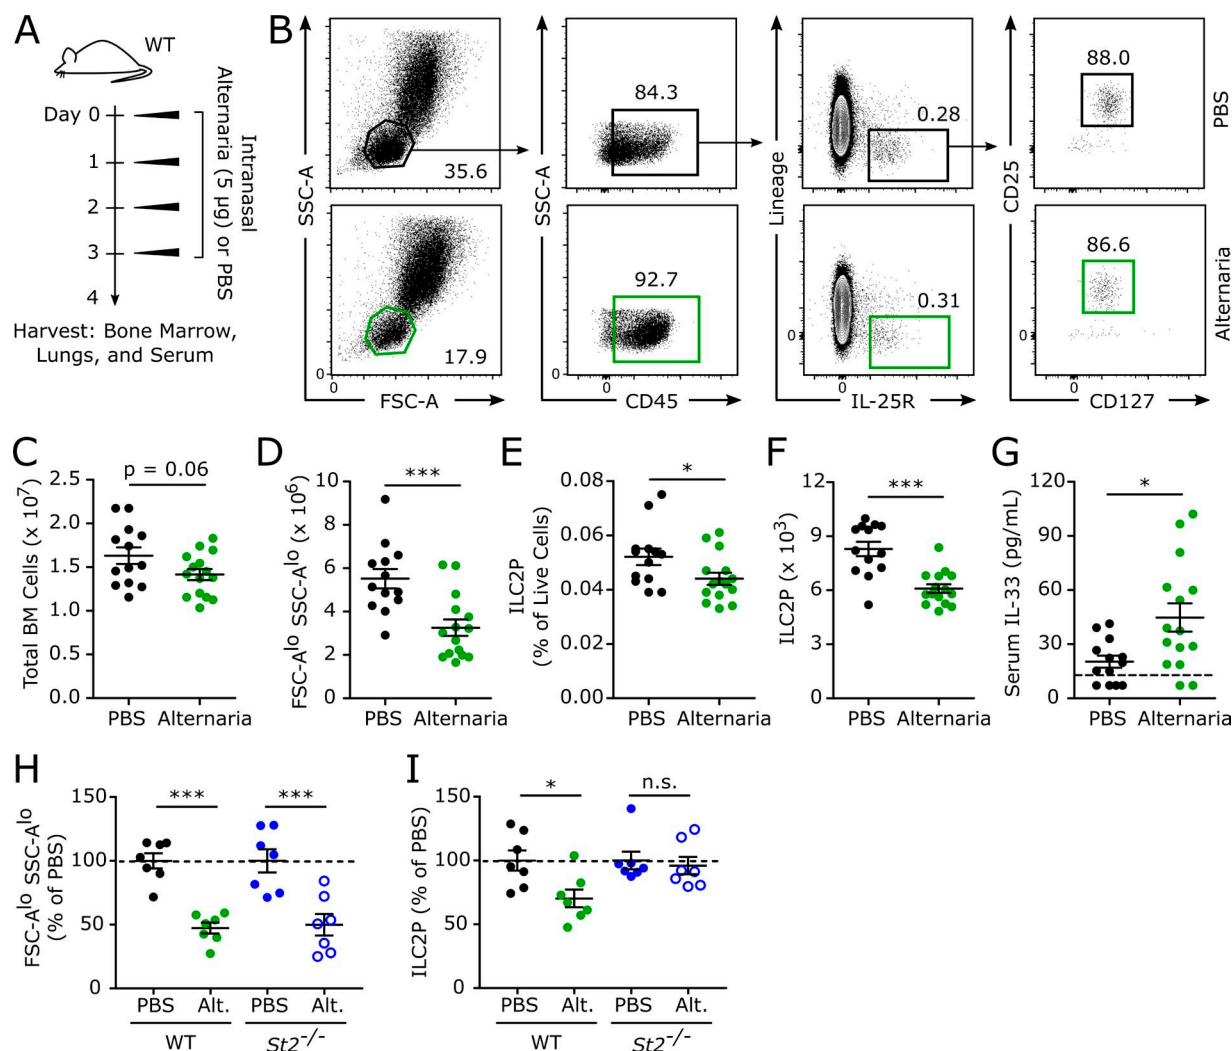 A
WT
Day 0
1
2
3
4
Alternaria (5 µg) or PBS
Intranasal
Harvest: Bone Marrow,
Lungs, and Serum
B
SSC-A
35.6
SSC-A
84.3
Lineage
0.28
0
CD25
88.0
0
PBS
0
17.9
0
FSC-A
92.7
0
CD45
0.31
0
0
IL-25R
86.6
0
0
CD127
Alternaria
C
p = 0.06
Total BM Cells (x 10⁷)
2.5
2.0
1.5
1.0
0.5
0.0
PBS Alternaria
D
***
FSC-A^lo SSC-A^lo (x 10⁶)
10
8
6
4
2
0
PBS Alternaria
E
*
ILC2P
(% of Live Cells)
0.08
0.06
0.04
0.02
0.00
PBS Alternaria
F
***
ILC2P (x 10³)
12
9
6
3
0
PBS Alternaria
G
*
Serum IL-33 (pg/mL)
120
90
60
30
0
PBS Alternaria
H
*** ***
FSC-A^lo SSC-A^lo
(% of PBS)
150
100
50
0
PBS Alt. PBS Alt.
WT St2⁻/⁻
I
* n.s.
ILC2P (% of PBS)
150
100
50
0
PBS Alt. PBS Alt.
WT St2⁻/⁻